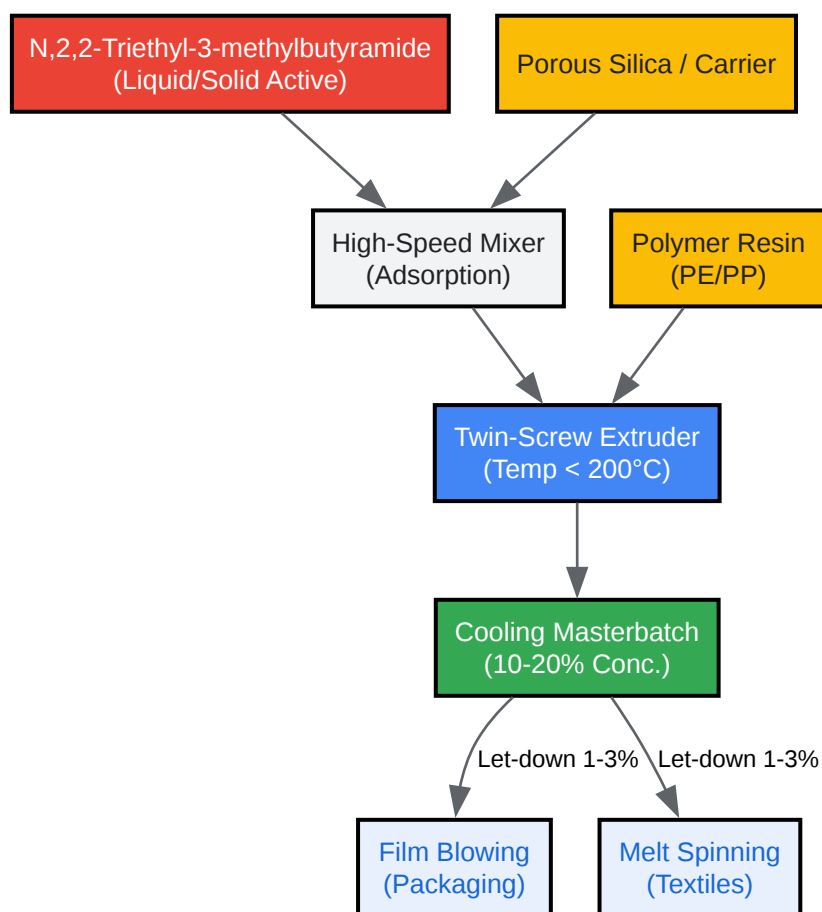 N,2,2-Triethyl-3-methylbutyramide
(Liquid/Solid Active)
Porous Silica / Carrier
High-Speed Mixer
(Adsorption)
Polymer Resin
(PE/PP)
Twin-Screw Extruder
(Temp < 200°C)
Cooling Masterbatch
(10-20% Conc.)
Let-down 1-3%
Let-down 1-3%
Film Blowing
(Packaging)
Melt Spinning
(Textiles)